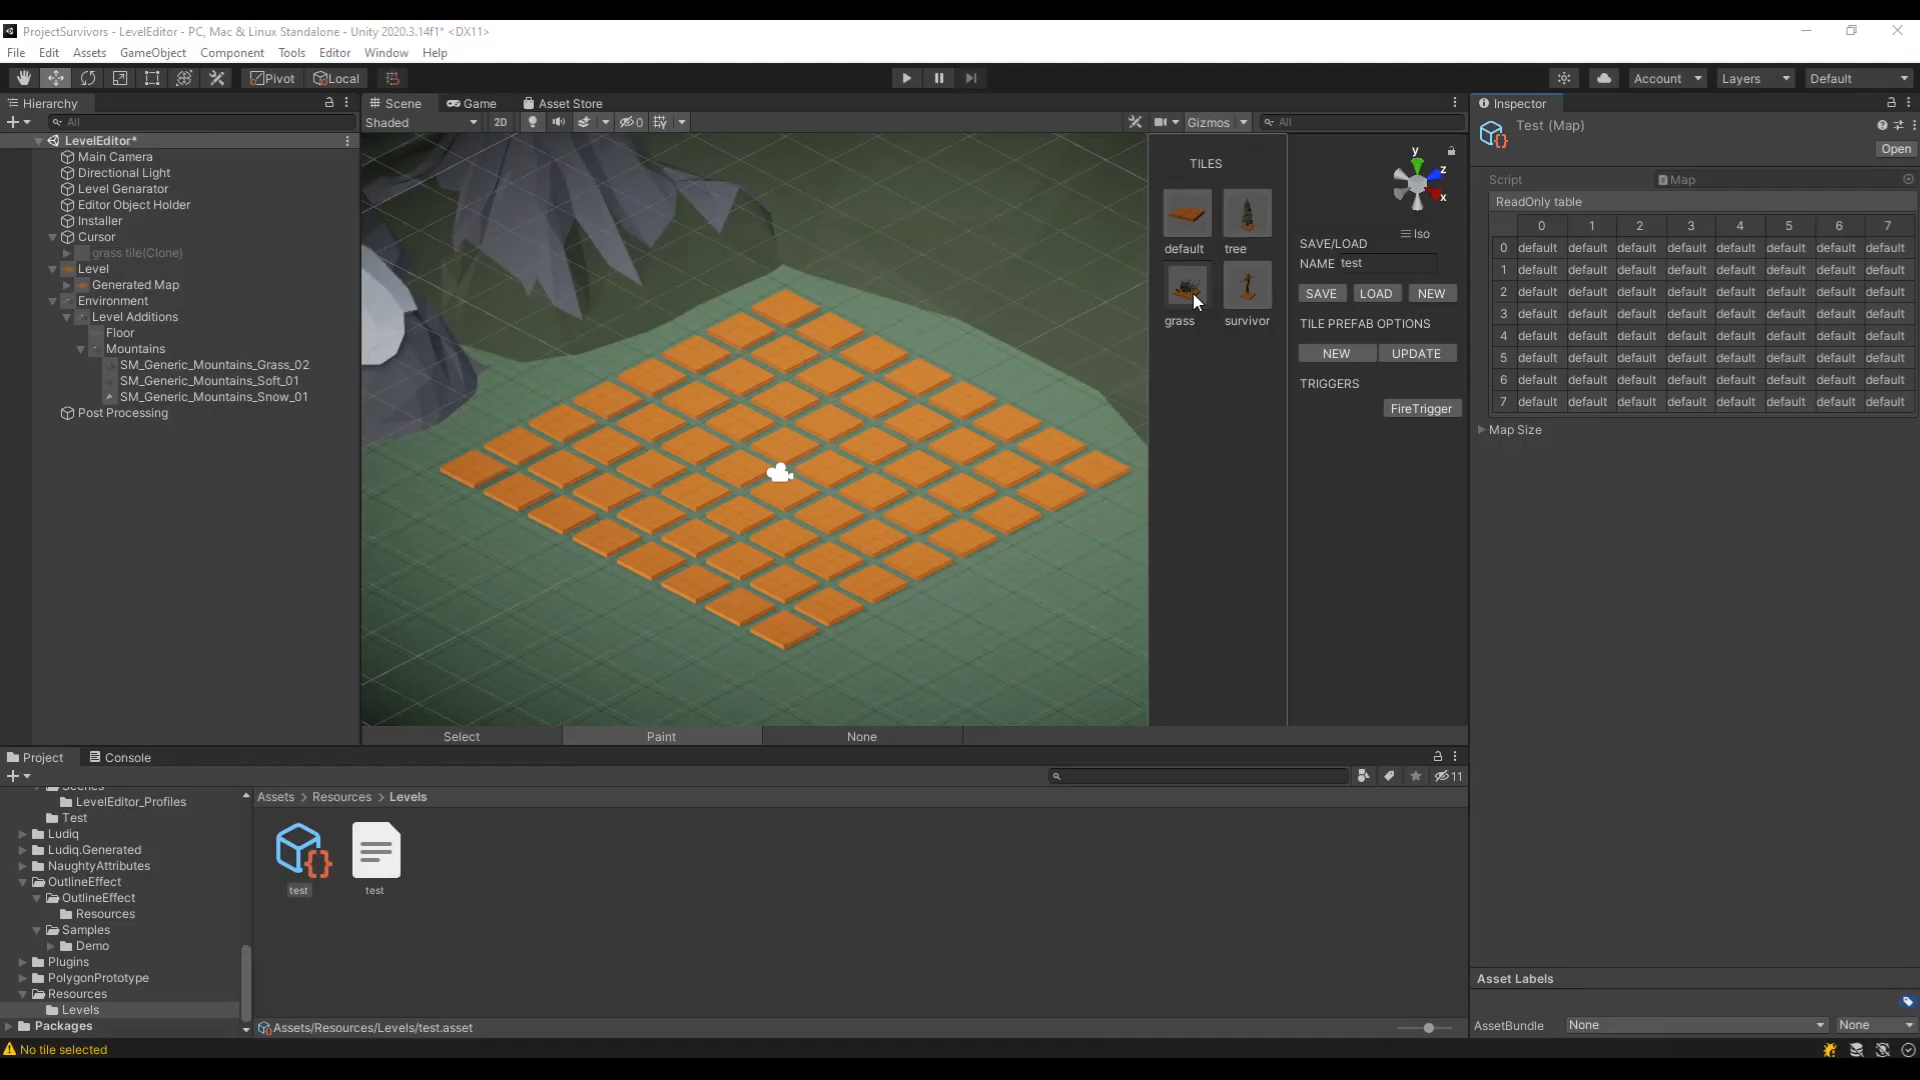 ProjectSurvivors - LevelEditor - PC, Mac & Linux Standalone - Unity 2020.3.14f1* <DX11>
File Edit Assets GameObject Component Tools Editor Window Help
Pivot Local Account Layers Default
Hierarchy
All
LevelEditor*
Main Camera
Directional Light
Level Genarator
Editor Object Holder
Installer
Cursor
grass tile(Clone)
Level
Generated Map
Environment
Level Additions
Floor
Mountains
SM_Generic_Mountains_Grass_02
SM_Generic_Mountains_Soft_01
SM_Generic_Mountains_Snow_01
Post Processing
Scene Game Asset Store
Shaded 2D 0 Gizmos All
TILES
default tree
grass survivor
y
z
x
Iso
SAVE/LOAD
NAME test
SAVE LOAD NEW
TILE PREFAB OPTIONS
NEW UPDATE
TRIGGERS
FireTrigger
Select Paint None
Inspector
Test (Map)
Open
Script Map
ReadOnly table
0 1 2 3 4 5 6 7
0 default default default default default default default default
1 default default default default default default default default
2 default default default default default default default default
3 default default default default default default default default
4 default default default default default default default default
5 default default default default default default default default
6 default default default default default default default default
7 default default default default default default default default
Map Size
Asset Labels
AssetBundle None None
Project Console
11
Scenes
LevelEditor_Profiles
Test
Ludiq
Ludiq.Generated
NaughtyAttributes
OutlineEffect
OutlineEffect
Resources
Samples
Demo
Plugins
PolygonPrototype
Resources
Levels
Packages
Assets > Resources > Levels
test test
Assets/Resources/Levels/test.asset
No tile selected